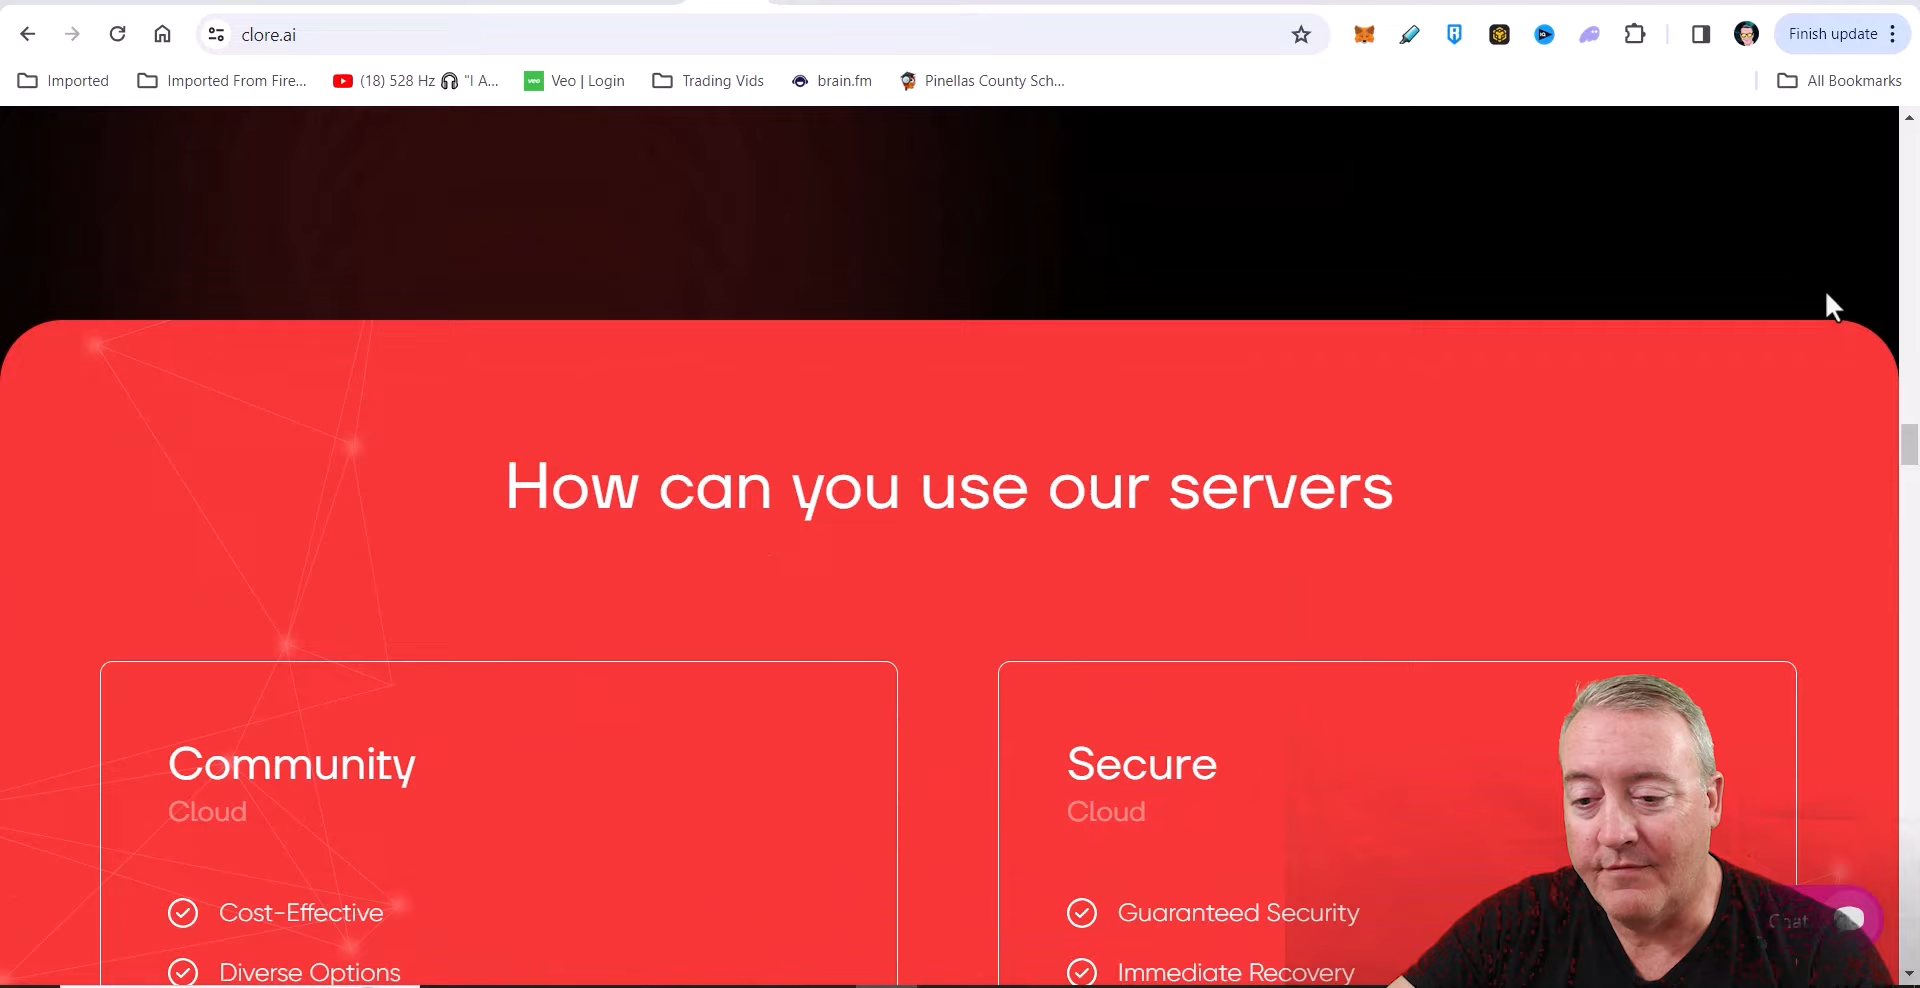 clore.ai
Finish update
Imported
Imported From Fire...
(18) 528 Hz 🎧 "I A...
Veo | Login
Trading Vids
brain.fm
Pinellas County Sch...
All Bookmarks
How can you use our servers
Community
Cloud
Cost-Effective
Diverse Options
Secure
Cloud
Guaranteed Security
Immediate Recovery
Chat